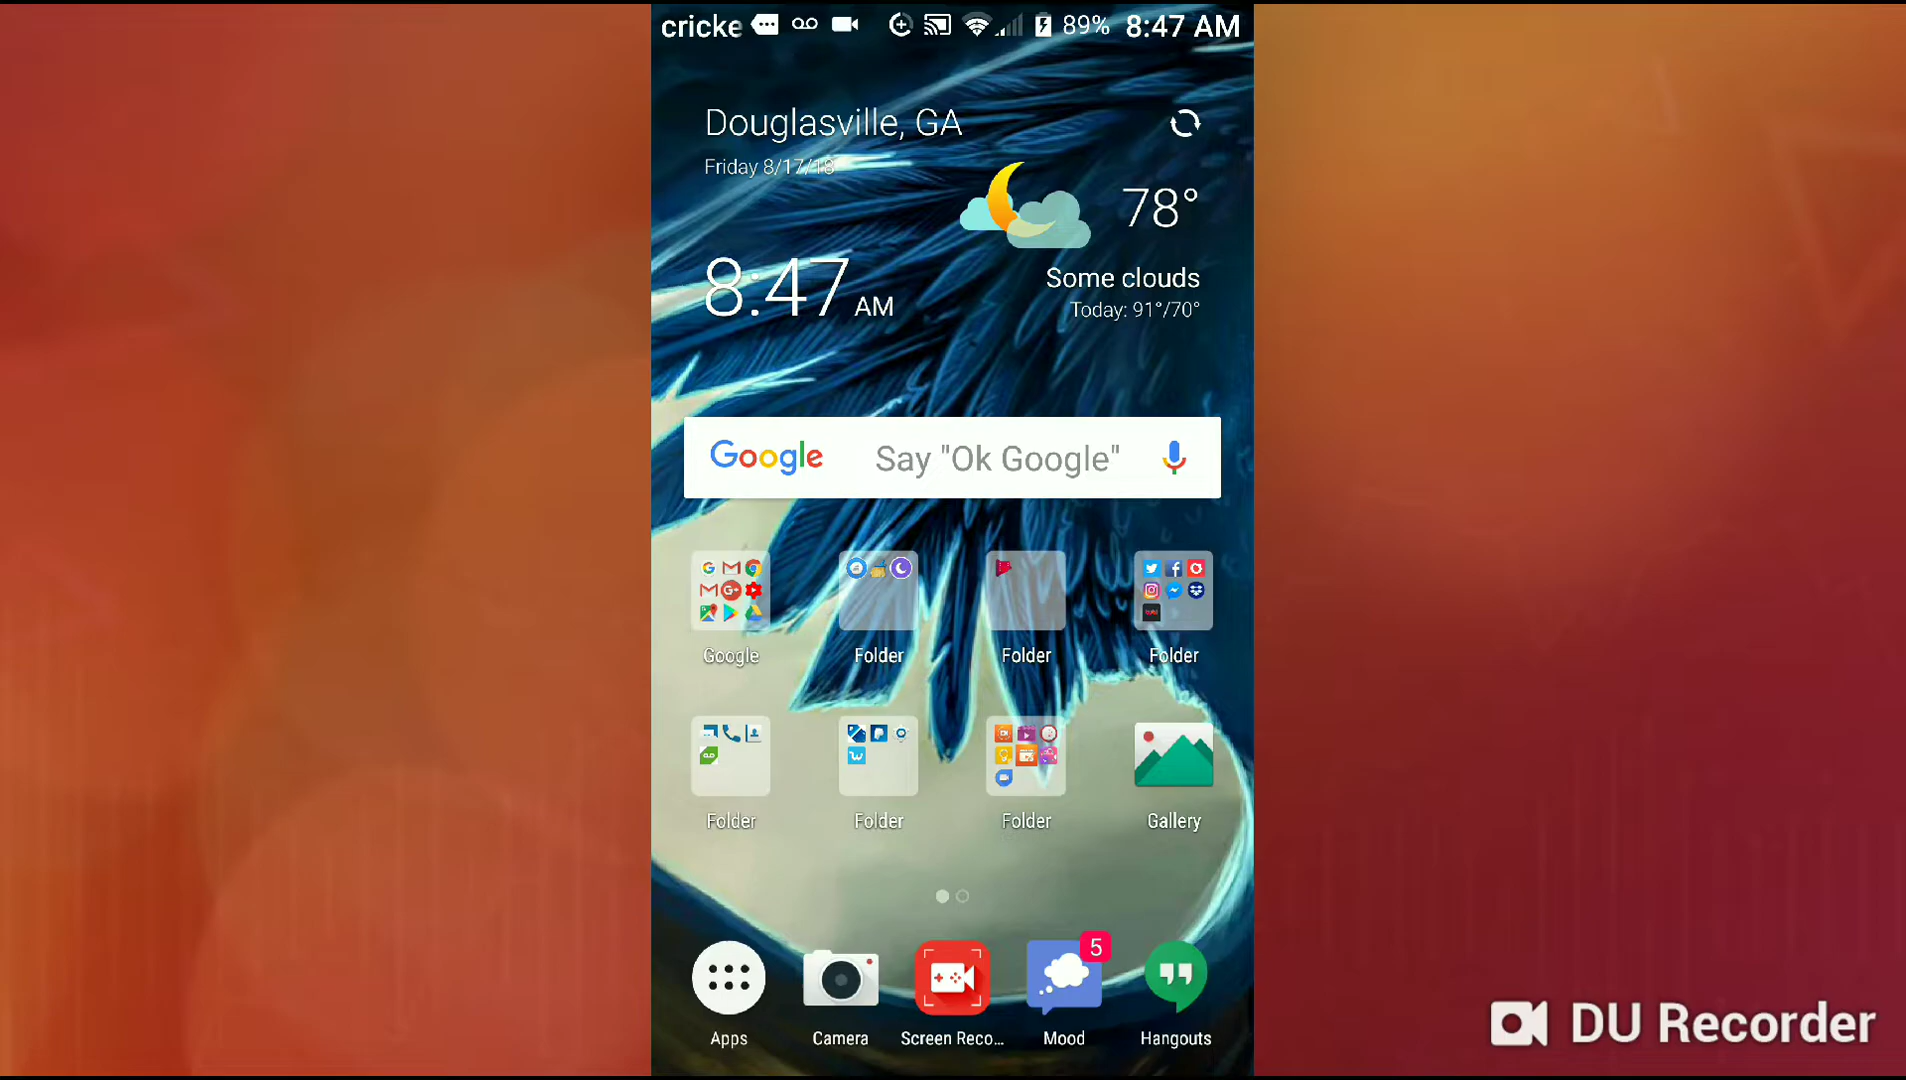 cricke 89% 8:47 AM
Douglasville, GA
Friday 8/17/18
78°
8:47 AM
Some clouds
Today: 91°/70°
Google Say "Ok Google"
Google Folder Folder Folder
Folder Folder Folder Gallery
5
Apps Camera Screen Reco... Mood Hangouts
DU Recorder